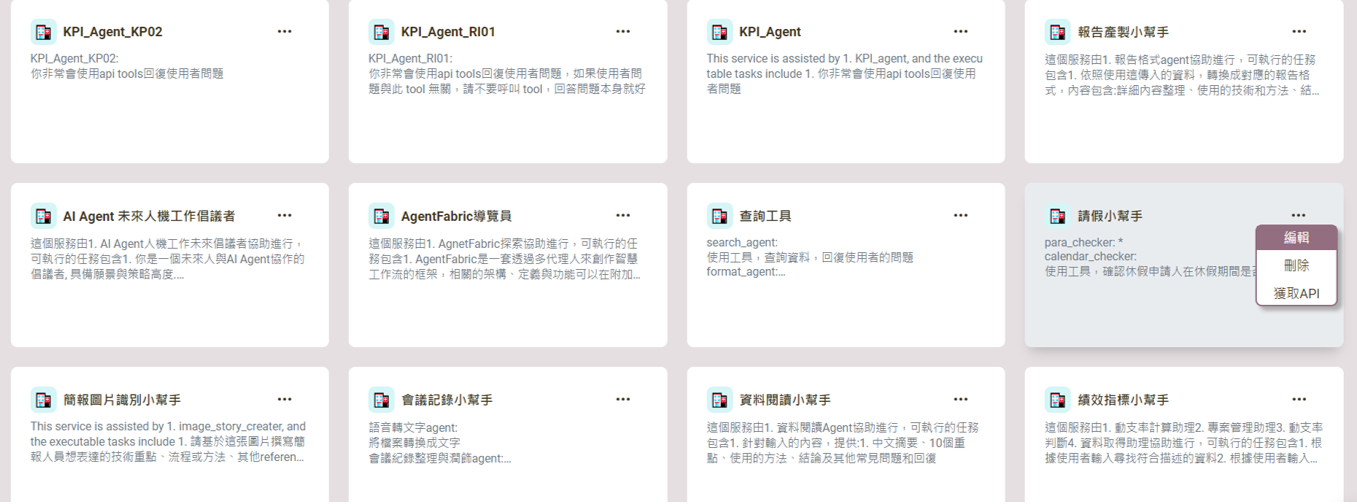 KPI_Agent_KP02
KPI_Agent_KP02:
你非常會使用api tools回復使用者問題
KPI_Agent_RI01
KPI_Agent_RI01:
你非常會使用api tools回復使用者問題，如果使用者問
題與此 tool 無關，請不要呼叫 tool，回答問題本身就好
KPI_Agent
This service is assisted by 1. KPI_agent, and the execu
table tasks include 1. 你非常會使用api tools回復使用
者問題
報告產製小幫手
這個服務由1. 報告格式agent協助進行，可執行的任務
包含1. 依照使用這傳入的資料，轉換成對應的報告格
式，內容包含:詳細內容整理、使用的技術和方法、結...
AI Agent 未來人機工作倡議者
這個服務由1. AI Agent人機工作未來倡議者協助進行，
可執行的任務包含1. 你是一個未來人與AI Agent協作的
倡議者, 具備願景與策略高度....
AgentFabric導覽員
這個服務由1. AgnetFabric探索協助進行，可執行的任
務包含1. AgentFabric是一套透過多代理人來創作智慧
工作流的框架，相關的架構、定義與功能可以在附加...
查詢工具
search_agent:
使用工具，查詢資料，回復使用者的問題
format_agent:...
請假小幫手
para_checker: *
calendar_checker:
使用工具，確認休假申請人在休假期間是
編輯
刪除
獲取API
簡報圖片識別小幫手
This service is assisted by 1. image_story_creator, and
the executable tasks include 1. 請基於這張圖片撰寫簡
報人員想表達的技術重點、流程或方法、其他referen...
會議記錄小幫手
語音轉文字agent:
將檔案轉換成文字
會議紀錄整理與潤飾agent:...
資料閱讀小幫手
這個服務由1. 資料閱讀Agent協助進行，可執行的任務
包含1. 針對輸入的內容，提供:1. 中文摘要、10個重
點、使用的方法、結論及其他常見問題和回復
績效指標小幫手
這個服務由1. 動支率計算助理2. 專案管理助理3. 動支率
判斷4. 資料取得助理協助進行，可執行的任務包含1. 根
據使用者輸入尋找符合描述的資料2. 根據使用者輸入...